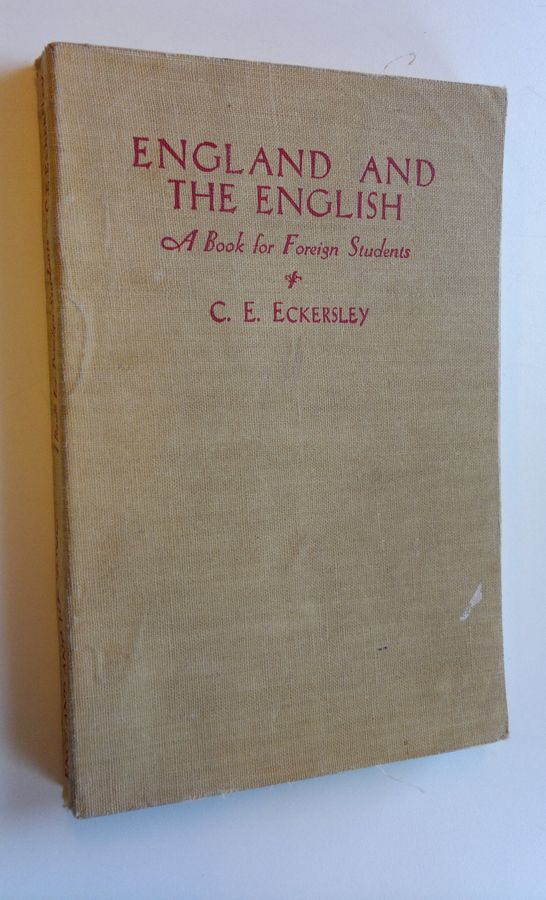 ENGLAND AND
THE ENGLISH
A Book for Foreign Students
C. E. ECKERSLEY